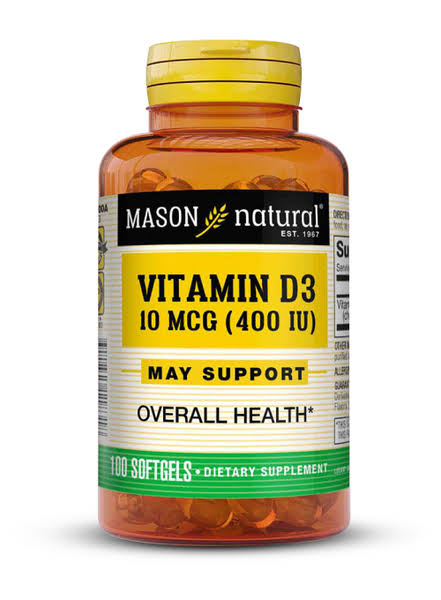 MASON natural®
EST. 1967
VITAMIN D3
10 MCG (400 IU)
MAY SUPPORT
OVERALL HEALTH*
100 SOFTGELS • DIETARY SUPPLEMENT